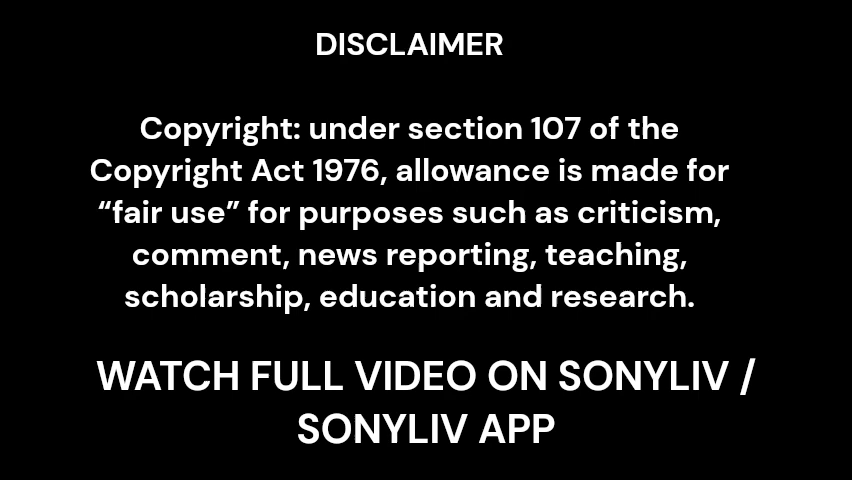 DISCLAIMER
Copyright: under section 107 of the
Copyright Act 1976, allowance is made for
“fair use” for purposes such as criticism,
comment, news reporting, teaching,
scholarship, education and research.
WATCH FULL VIDEO ON SONYLIV /
SONYLIV APP